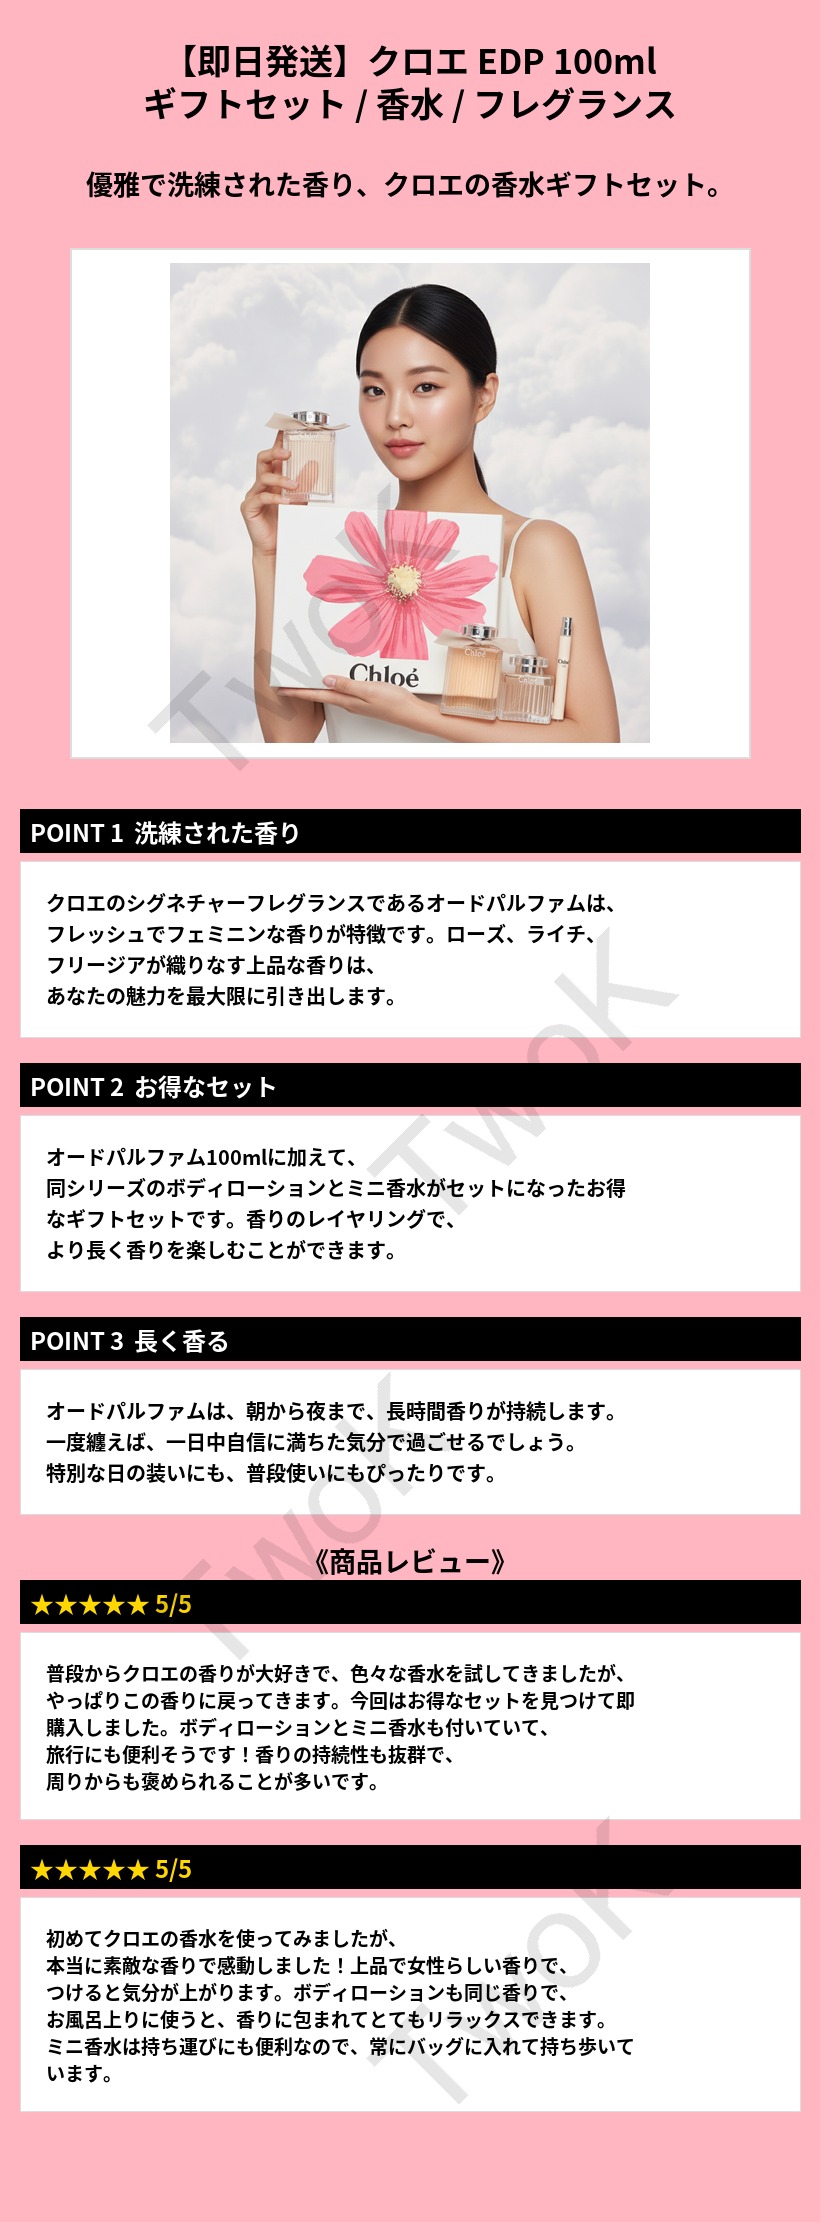 【即日発送】クロエ EDP 100ml
ギフトセット / 香水 / フレグランス
優雅で洗練された香り、クロエの香水ギフトセット。
Chloé
Chloé
Chloé
Chloé
Chloé
TwoK
POINT 1 洗練された香り
クロエのシグネチャーフレグランスであるオードパルファムは、
フレッシュでフェミニンな香りが特徴です。ローズ、ライチ、
フリージアが織りなす上品な香りは、
あなたの魅力を最大限に引き出します。
TwoK
POINT 2 お得なセット
オードパルファム100mlに加えて、
同シリーズのボディローションとミニ香水がセットになったお得
なギフトセットです。香りのレイヤリングで、
より長く香りを楽しむことができます。
POINT 3 長く香る
オードパルファムは、朝から夜まで、長時間香りが持続します。
一度纏えば、一日中自信に満ちた気分で過ごせるでしょう。
特別な日の装いにも、普段使いにもぴったりです。
TwoK
《商品レビュー》
★★★★★ 5/5
普段からクロエの香りが大好きで、色々な香水を試してきましたが、
やっぱりこの香りに戻ってきます。今回はお得なセットを見つけて即
購入しました。ボディローションとミニ香水も付いていて、
旅行にも便利そうです！香りの持続性も抜群で、
周りからも褒められることが多いです。
★★★★★ 5/5
初めてクロエの香水を使ってみましたが、
本当に素敵な香りで感動しました！上品で女性らしい香りで、
つけると気分が上がります。ボディローションも同じ香りで、
お風呂上りに使うと、香りに包まれてとてもリラックスできます。
ミニ香水は持ち運びにも便利なので、常にバッグに入れて持ち歩いて
います。
TwoK